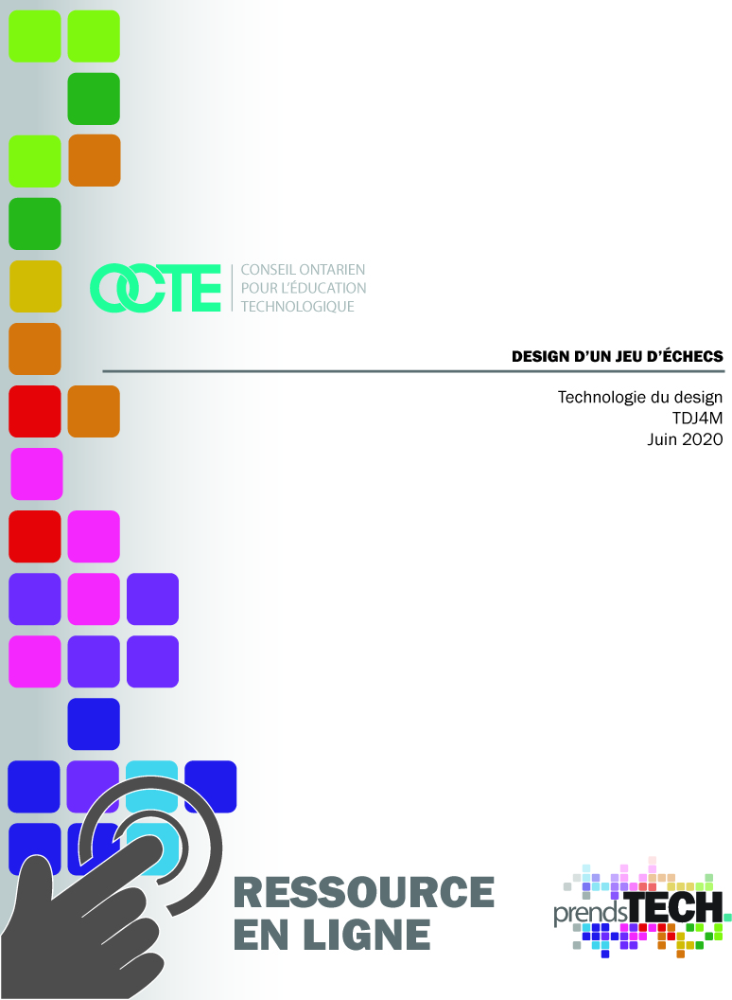 OCTE
CONSEIL ONTARIEN
POUR L'ÉDUCATION
TECHNOLOGIQUE
DESIGN D'UN JEU D'ÉCHECS
Technologie du design
TDJ4M
Juin 2020
RESSOURCE
EN LIGNE
prendsTECH